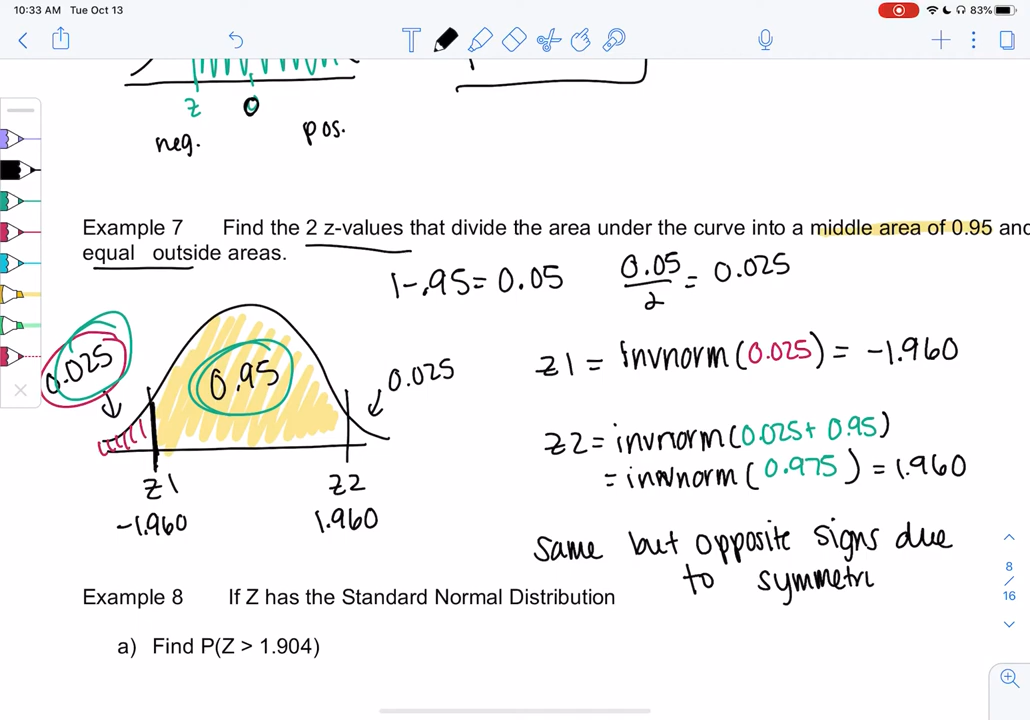 10:33 AM Tue Oct 13
83%
T
z 0
neg. pos.
Example 7 Find the 2 z-values that divide the area under the curve into a middle area of 0.95 and
equal outside areas.
1-.95=0.05 0.05/2 = 0.025
0.025
0.95
0.025
Z1 = invnorm(0.025) = -1.960
Z2 = invnorm(0.025+ 0.95)
= invnorm(0.975) = 1.960
Z1 Z2
-1.960 1.960
same but opposite signs due
to symmetri
Example 8 If Z has the Standard Normal Distribution
a) Find P(Z > 1.904)
8
/
16